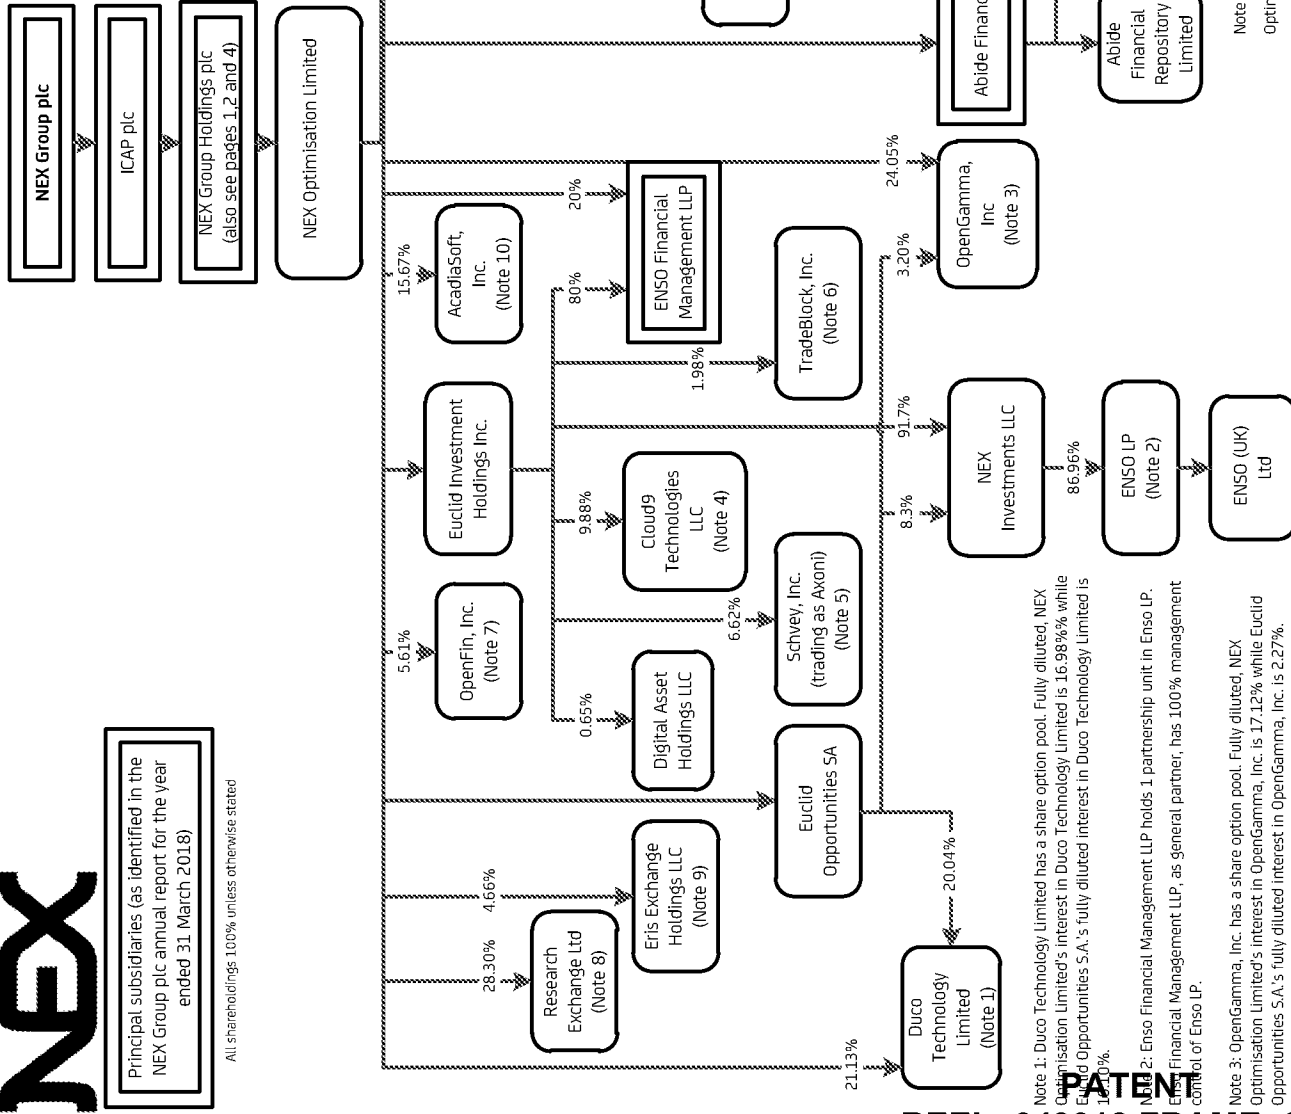 NEX
Principal subsidiaries (as identified in the
NEX Group plc annual report for the year
ended 31 March 2018)
All shareholdings 100% unless otherwise stated
NEX Group plc
ICAP plc
NEX Group Holdings plc
(also see pages 1,2 and 4)
NEX Optimisation Limited
21.13%
28.30%
4.66%
5.61%
15.67%
20%
24.05%
Research
Exchange Ltd
(Note 8)
Eris Exchange
Holdings LLC
(Note 9)
OpenFin, Inc.
(Note 7)
Euclid Investment
Holdings Inc.
AcadiaSoft,
Inc.
(Note 10)
0.65%
6.62%
9.88%
1.98%
80%
Digital Asset
Holdings LLC
Cloud9
Technologies
LLC
(Note 4)
ENSO Financial
Management LLP
Euclid
Opportunities SA
Schvey, Inc.
(trading as Axoni)
(Note 5)
TradeBlock, Inc.
(Note 6)
20.04%
8.3%
91.7%
3.20%
Duco
Technology
Limited
(Note 1)
NEX
Investments LLC
OpenGamma,
Inc
(Note 3)
Abide Financ
86.96%
ENSO LP
(Note 2)
Abide
Financial
Repository
Limited
ENSO (UK)
Ltd
Note 1: Duco Technology Limited has a share option pool. Fully diluted, NEX
Optimisation Limited's interest in Duco Technology Limited is 16.98%% while
Euclid Opportunities S.A.'s fully diluted interest in Duco Technology Limited is
Note 2: Enso Financial Management LLP holds 1 partnership unit in Enso LP.
Enso Financial Management LLP, as general partner, has 100% management
control of Enso LP.
Note 3: OpenGamma, Inc. has a share option pool. Fully diluted, NEX
Optimisation Limited's interest in OpenGamma, Inc. is 17.12% while Euclid
Opportunities S.A.'s fully diluted interest in OpenGamma, Inc. is 2.27%.
Note
Optin
PATENT